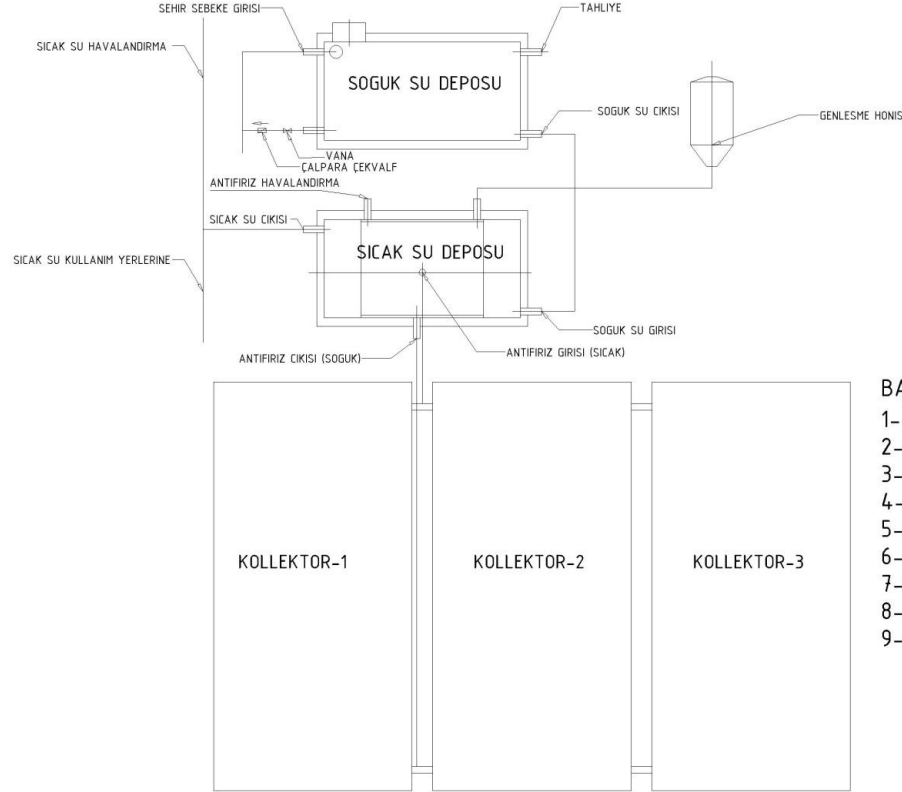 SEHIR SEBEKE GIRISI
TAHLIYE
SICAK SU HAVALANDIRMA
SOGUK SU DEPOSU
SOGUK SU CIKISI
GENLESME HONIS
VANA
ÇALPARA ÇEKVALF
ANTIFIRIZ HAVALANDIRMA
SICAK SU CIKISI
SICAK SU DEPOSU
SICAK SU KULLANIM YERLERINE
SOGUK SU GIRISI
ANTIFIRIZ GIRISI (SICAK)
ANTIFIRIZ CIKISI (SOGUK)
BA
1-
2-
3-
4-
5-
6-
7-
8-
9-
KOLLEKTOR-1
KOLLEKTOR-2
KOLLEKTOR-3